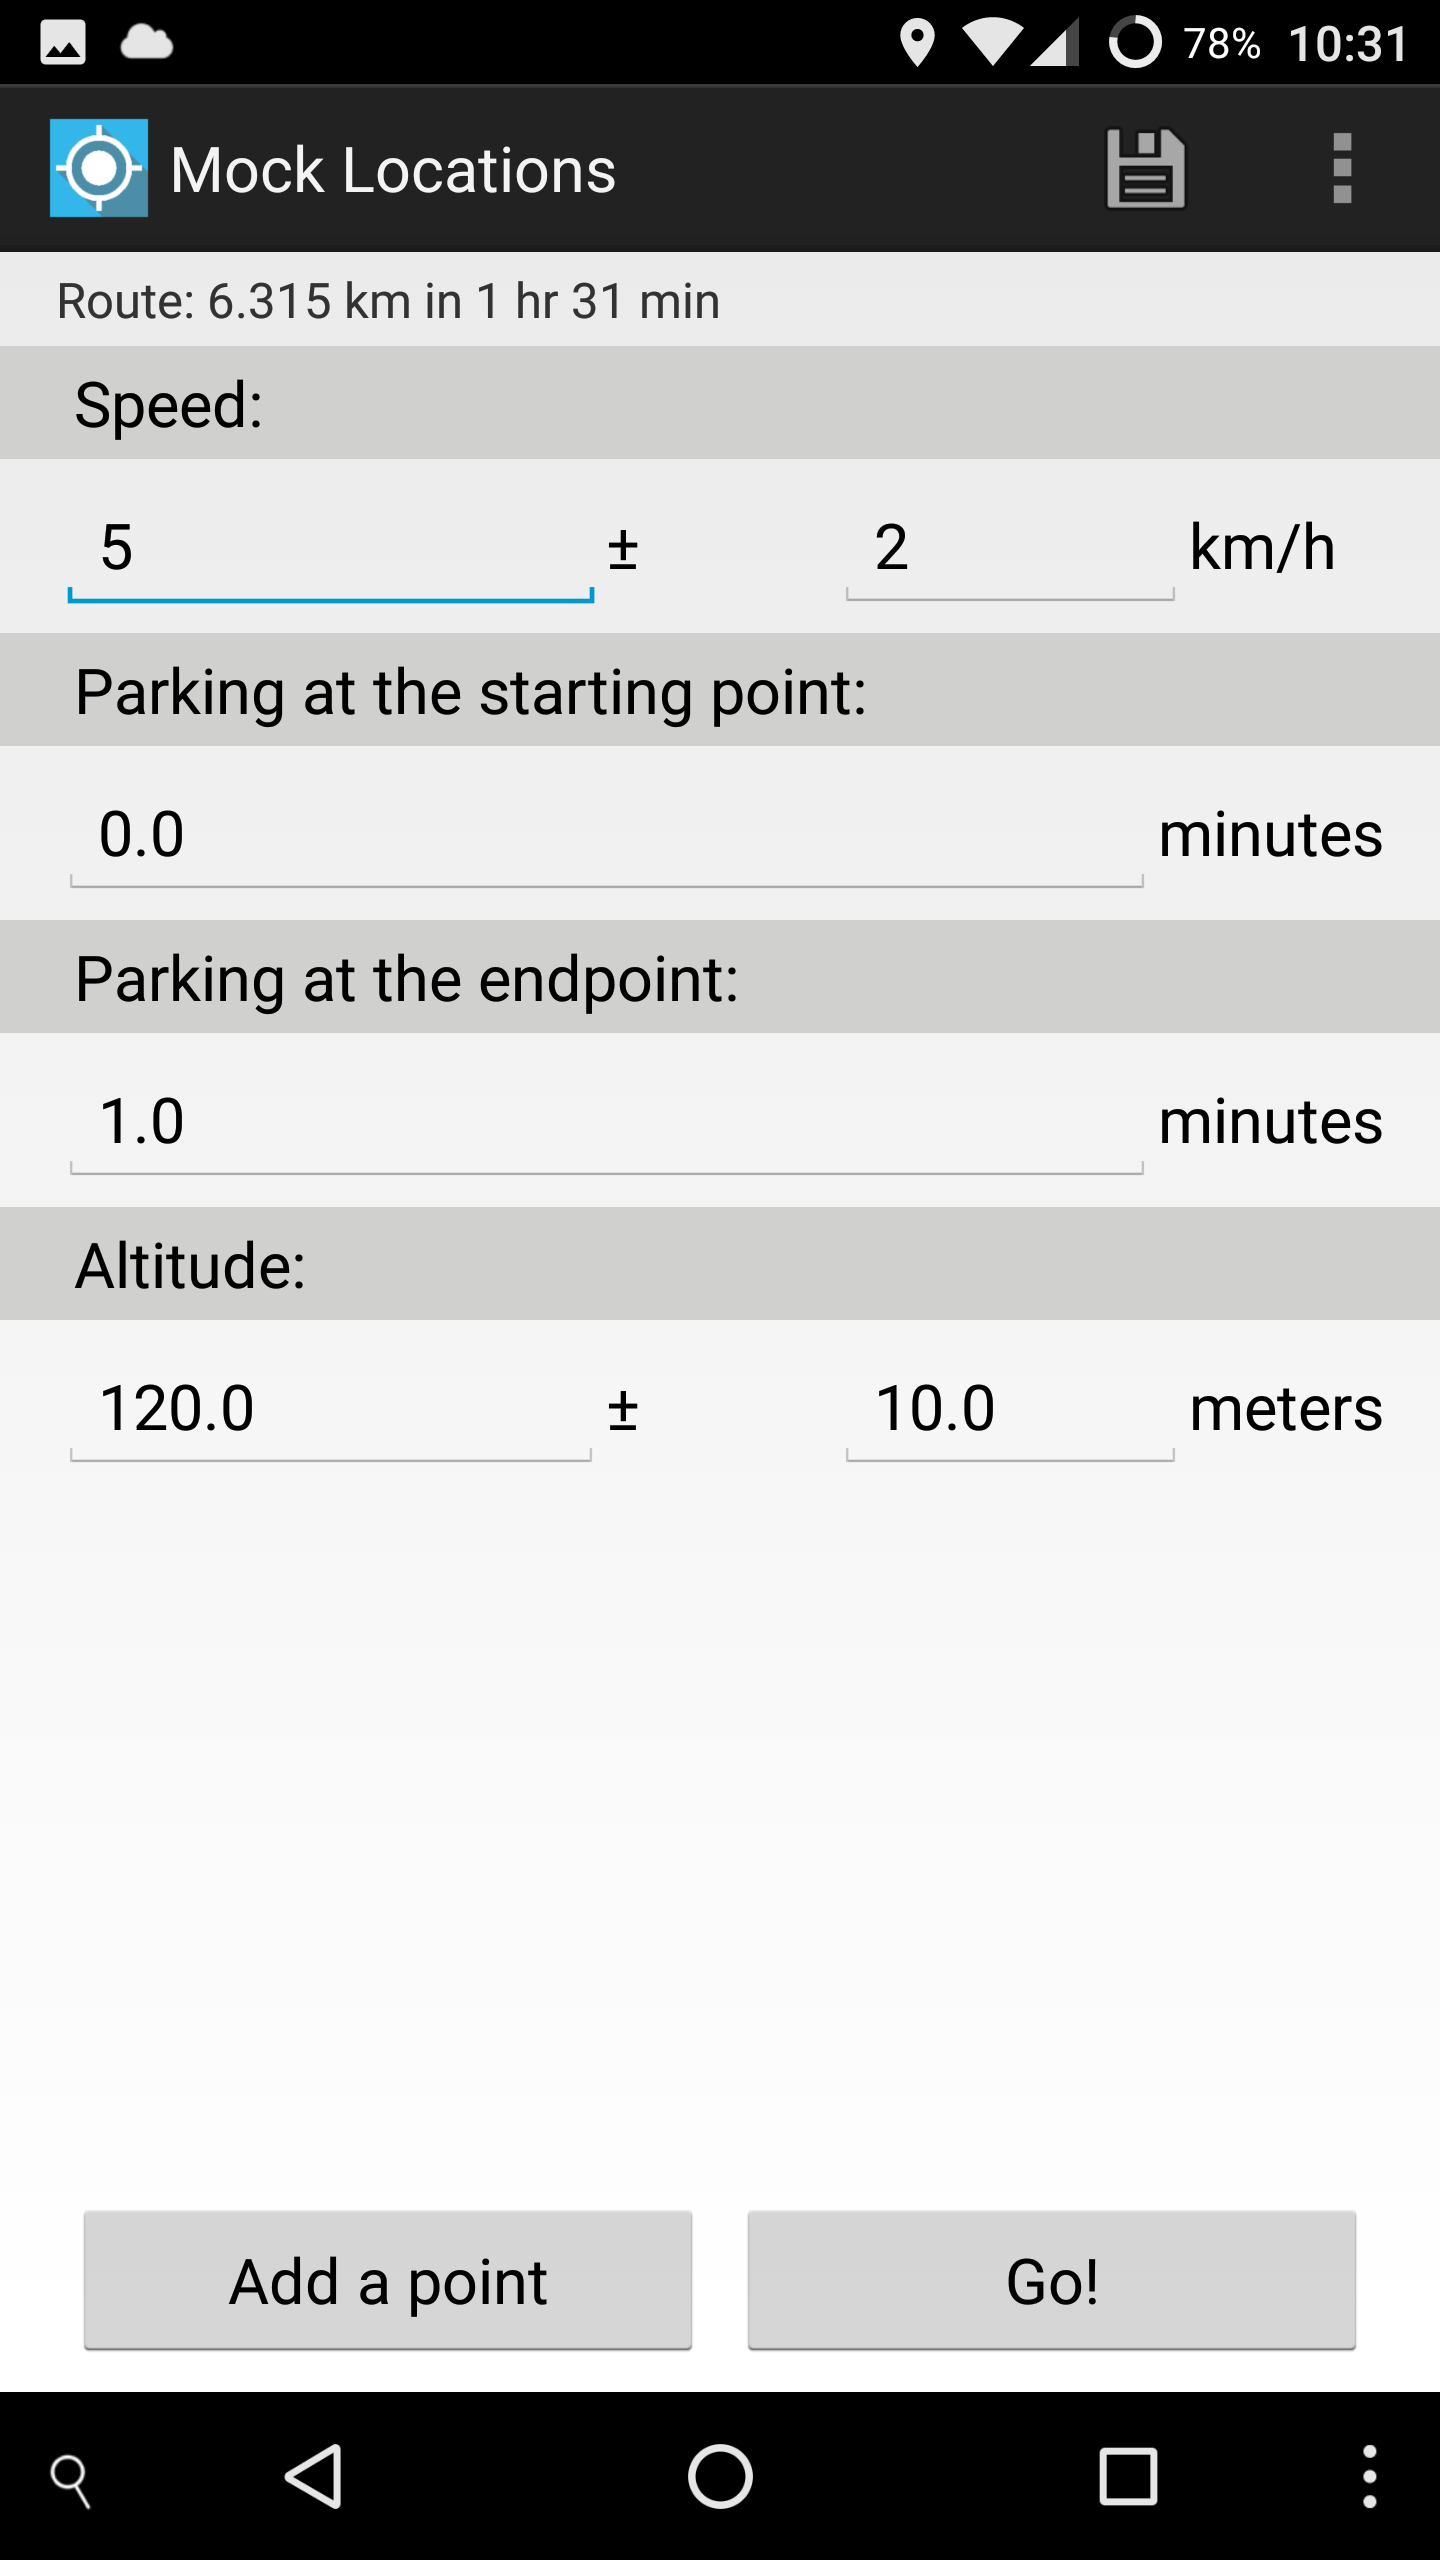 78% 10:31
Mock Locations
Route: 6.315 km in 1 hr 31 min
Speed:
5 ± 2 km/h
Parking at the starting point:
0.0 minutes
Parking at the endpoint:
1.0 minutes
Altitude:
120.0 ± 10.0 meters
Add a point Go!